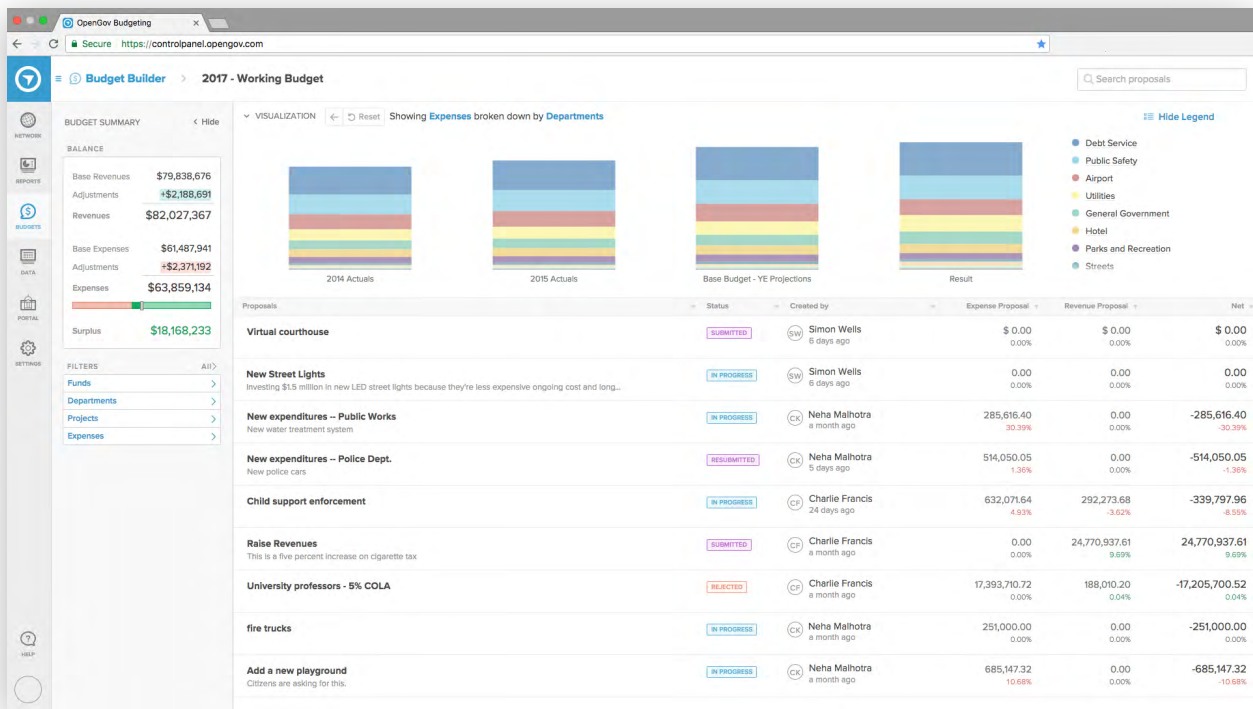 OpenGov Budgeting
Secure https://controlpanel.opengov.com
Budget Builder > 2017 - Working Budget
Search proposals
NETWORK
REPORTS
BUDGETS
DATA
PORTAL
SETTINGS
HELP
BUDGET SUMMARY < Hide
BALANCE
Base Revenues $79,838,676
Adjustments +$2,188,691
Revenues $82,027,367
Base Expenses $61,487,941
Adjustments +$2,371,192
Expenses $63,859,134
Surplus $18,168,233
FILTERS All>
Funds >
Departments >
Projects >
Expenses >
VISUALIZATION Reset Showing Expenses broken down by Departments
Hide Legend
Debt Service
Public Safety
Airport
Utilities
General Government
Hotel
Parks and Recreation
Streets
2014 Actuals 2015 Actuals Base Budget - YE Projections Result
Proposals Status Created by Expense Proposal Revenue Proposal Net
Virtual courthouse SUBMITTED SW Simon Wells $ 0.00 $ 0.00 $ 0.00
6 days ago 0.00% 0.00% 0.00%
New Street Lights IN PROGRESS SW Simon Wells 0.00 0.00 0.00
Investing $1.5 million in new LED street lights because they're less expensive ongoing cost and long... 6 days ago 0.00% 0.00% 0.00%
New expenditures -- Public Works IN PROGRESS CK Neha Malhotra 285,616.40 0.00 -285,616.40
New water treatment system a month ago 30.39% 0.00% -30.39%
New expenditures -- Police Dept. RESUBMITTED CK Neha Malhotra 514,050.05 0.00 -514,050.05
New police cars 5 days ago 1.36% 0.00% -1.36%
Child support enforcement IN PROGRESS CF Charlie Francis 632,071.64 292,273.68 -339,797.96
24 days ago 4.93% -3.62% -8.55%
Raise Revenues SUBMITTED CF Charlie Francis 0.00 24,770,937.61 24,770,937.61
This is a five percent increase on cigarette tax a month ago 0.00% 9.69% 9.69%
University professors - 5% COLA REJECTED CF Charlie Francis 17,393,710.72 188,010.20 -17,205,700.52
a month ago 0.00% 0.04% 0.04%
fire trucks IN PROGRESS CK Neha Malhotra 251,000.00 0.00 -251,000.00
a month ago 0.00% 0.00% 0.00%
Add a new playground IN PROGRESS CK Neha Malhotra 685,147.32 0.00 -685,147.32
Citizens are asking for this. a month ago 10.68% 0.00% -10.68%